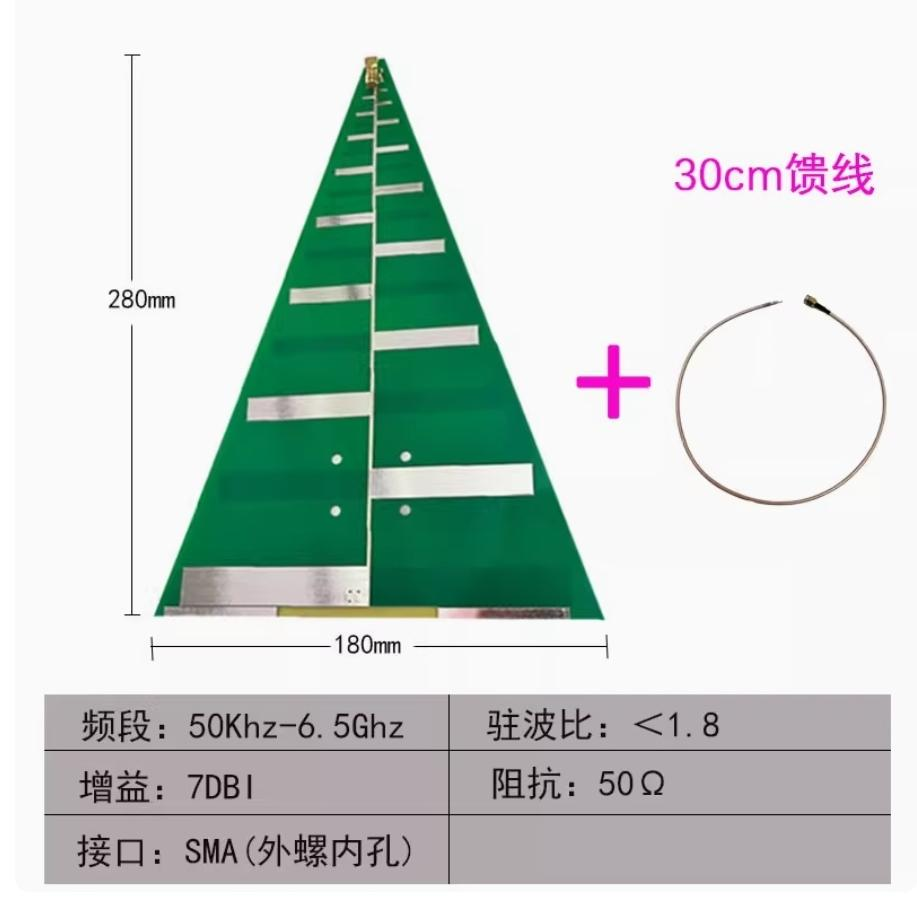 30cm馈线
280mm
180mm
频段：50Khz-6.5Ghz
驻波比：＜1.8
增益：7DBI
阻抗：50Ω
接口：SMA(外螺内孔)